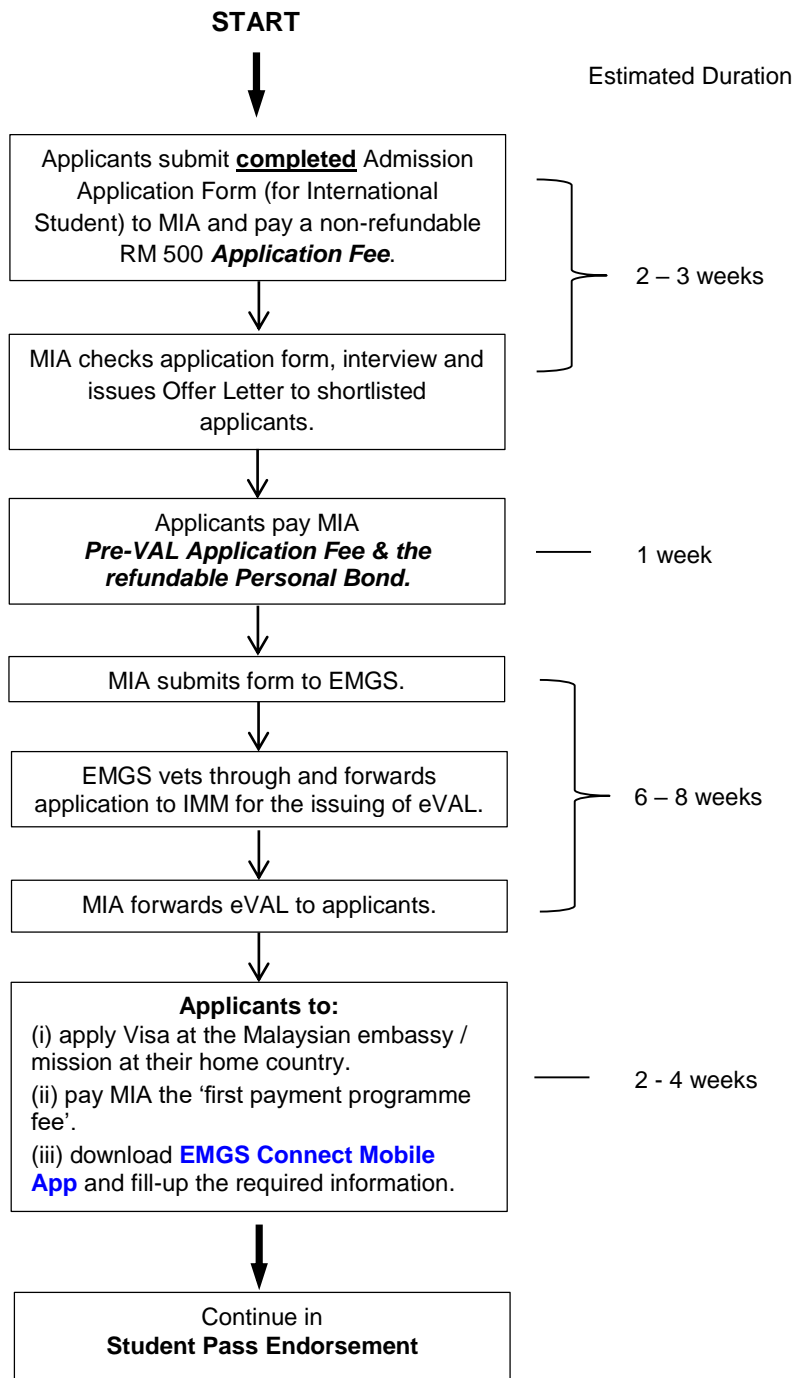 START
Estimated Duration
Applicants submit completed Admission
Application Form (for International
Student) to MIA and pay a non-refundable
RM 500 Application Fee.
2 – 3 weeks
MIA checks application form, interview and
issues Offer Letter to shortlisted
applicants.
Applicants pay MIA
Pre-VAL Application Fee & the
refundable Personal Bond.
1 week
MIA submits form to EMGS.
EMGS vets through and forwards
application to IMM for the issuing of eVAL.
6 – 8 weeks
MIA forwards eVAL to applicants.
Applicants to:
(i) apply Visa at the Malaysian embassy /
mission at their home country.
(ii) pay MIA the ‘first payment programme
fee’.
(iii) download EMGS Connect Mobile
App and fill-up the required information.
2 - 4 weeks
Continue in
Student Pass Endorsement